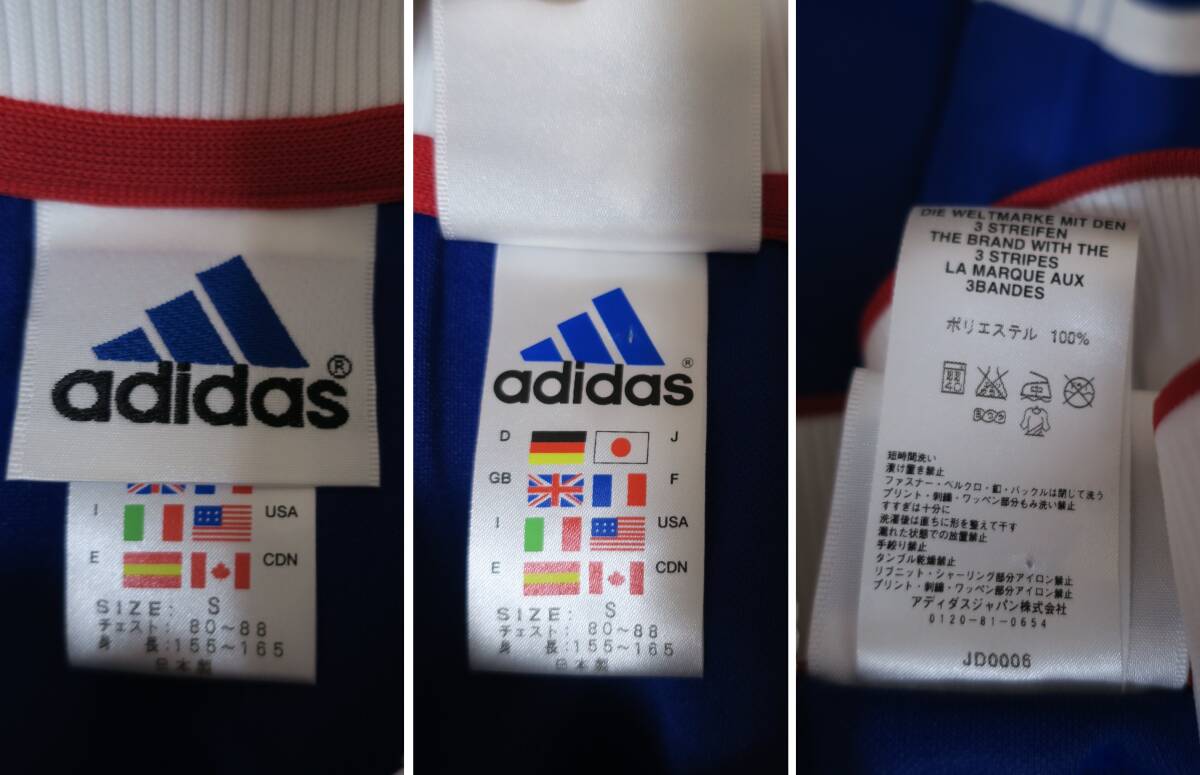 adidas®
I USA
E CDN
SIZE: S
チェスト: 80～88
身　長:155～165
日本製
adidas®
D J
GB F
I USA
E CDN
SIZE: S
チェスト: 80～88
身　長:155～165
日本製
DIE WELTMARKE MIT DEN
3 STREIFEN
THE BRAND WITH THE
3 STRIPES
LA MARQUE AUX
3BANDES
ポリエステル 100%
短時間洗い
漬け置き禁止
ファスナー・ベルクロ・釦・バックルは閉じて洗う
プリント・刺繍・ワッペン部分もみ洗い禁止
すすぎは十分に
洗濯後は直ちに形を整えて干す
濡れた状態での放置禁止
手絞り禁止
タンブル乾燥禁止
リブニット・シャーリング部分アイロン禁止
プリント・刺繍・ワッペン部分アイロン禁止
アディダスジャパン株式会社
0120-81-0654
JD0006